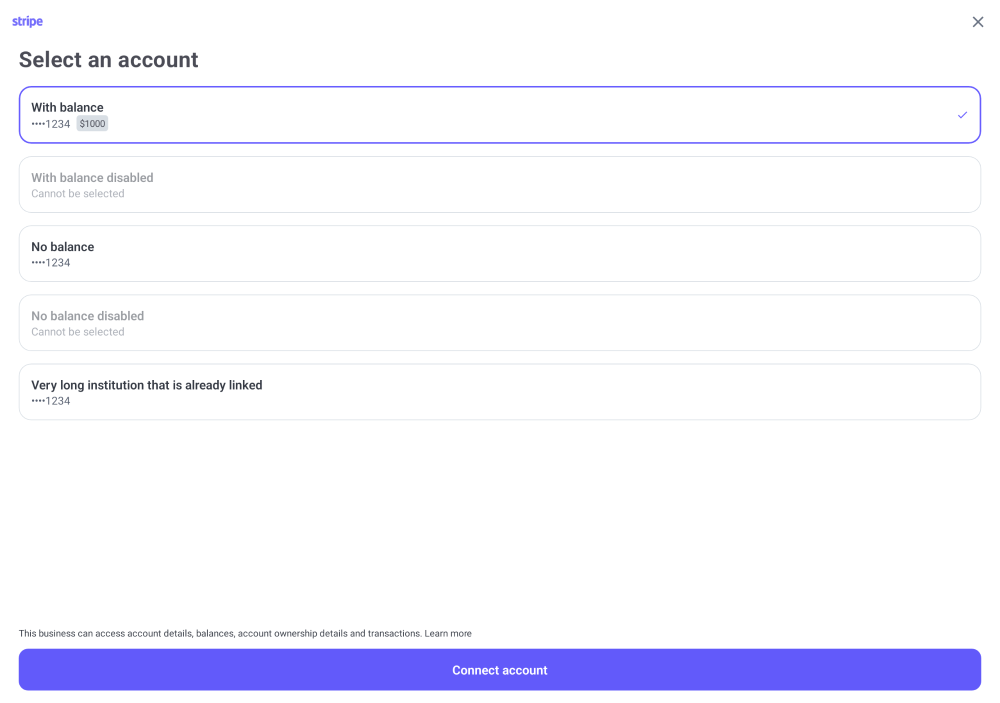 stripe
Select an account
With balance
••••1234 $1000
With balance disabled
Cannot be selected
No balance
••••1234
No balance disabled
Cannot be selected
Very long institution that is already linked
••••1234
This business can access account details, balances, account ownership details and transactions. Learn more
Connect account